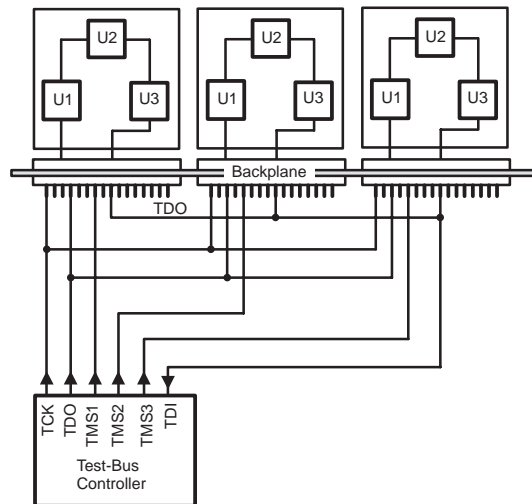 U2
U1
U3
U2
U1
U3
U2
U1
U3
Backplane
TDO
TCK
TDO
TMS1
TMS2
TMS3
TDI
Test-Bus
Controller